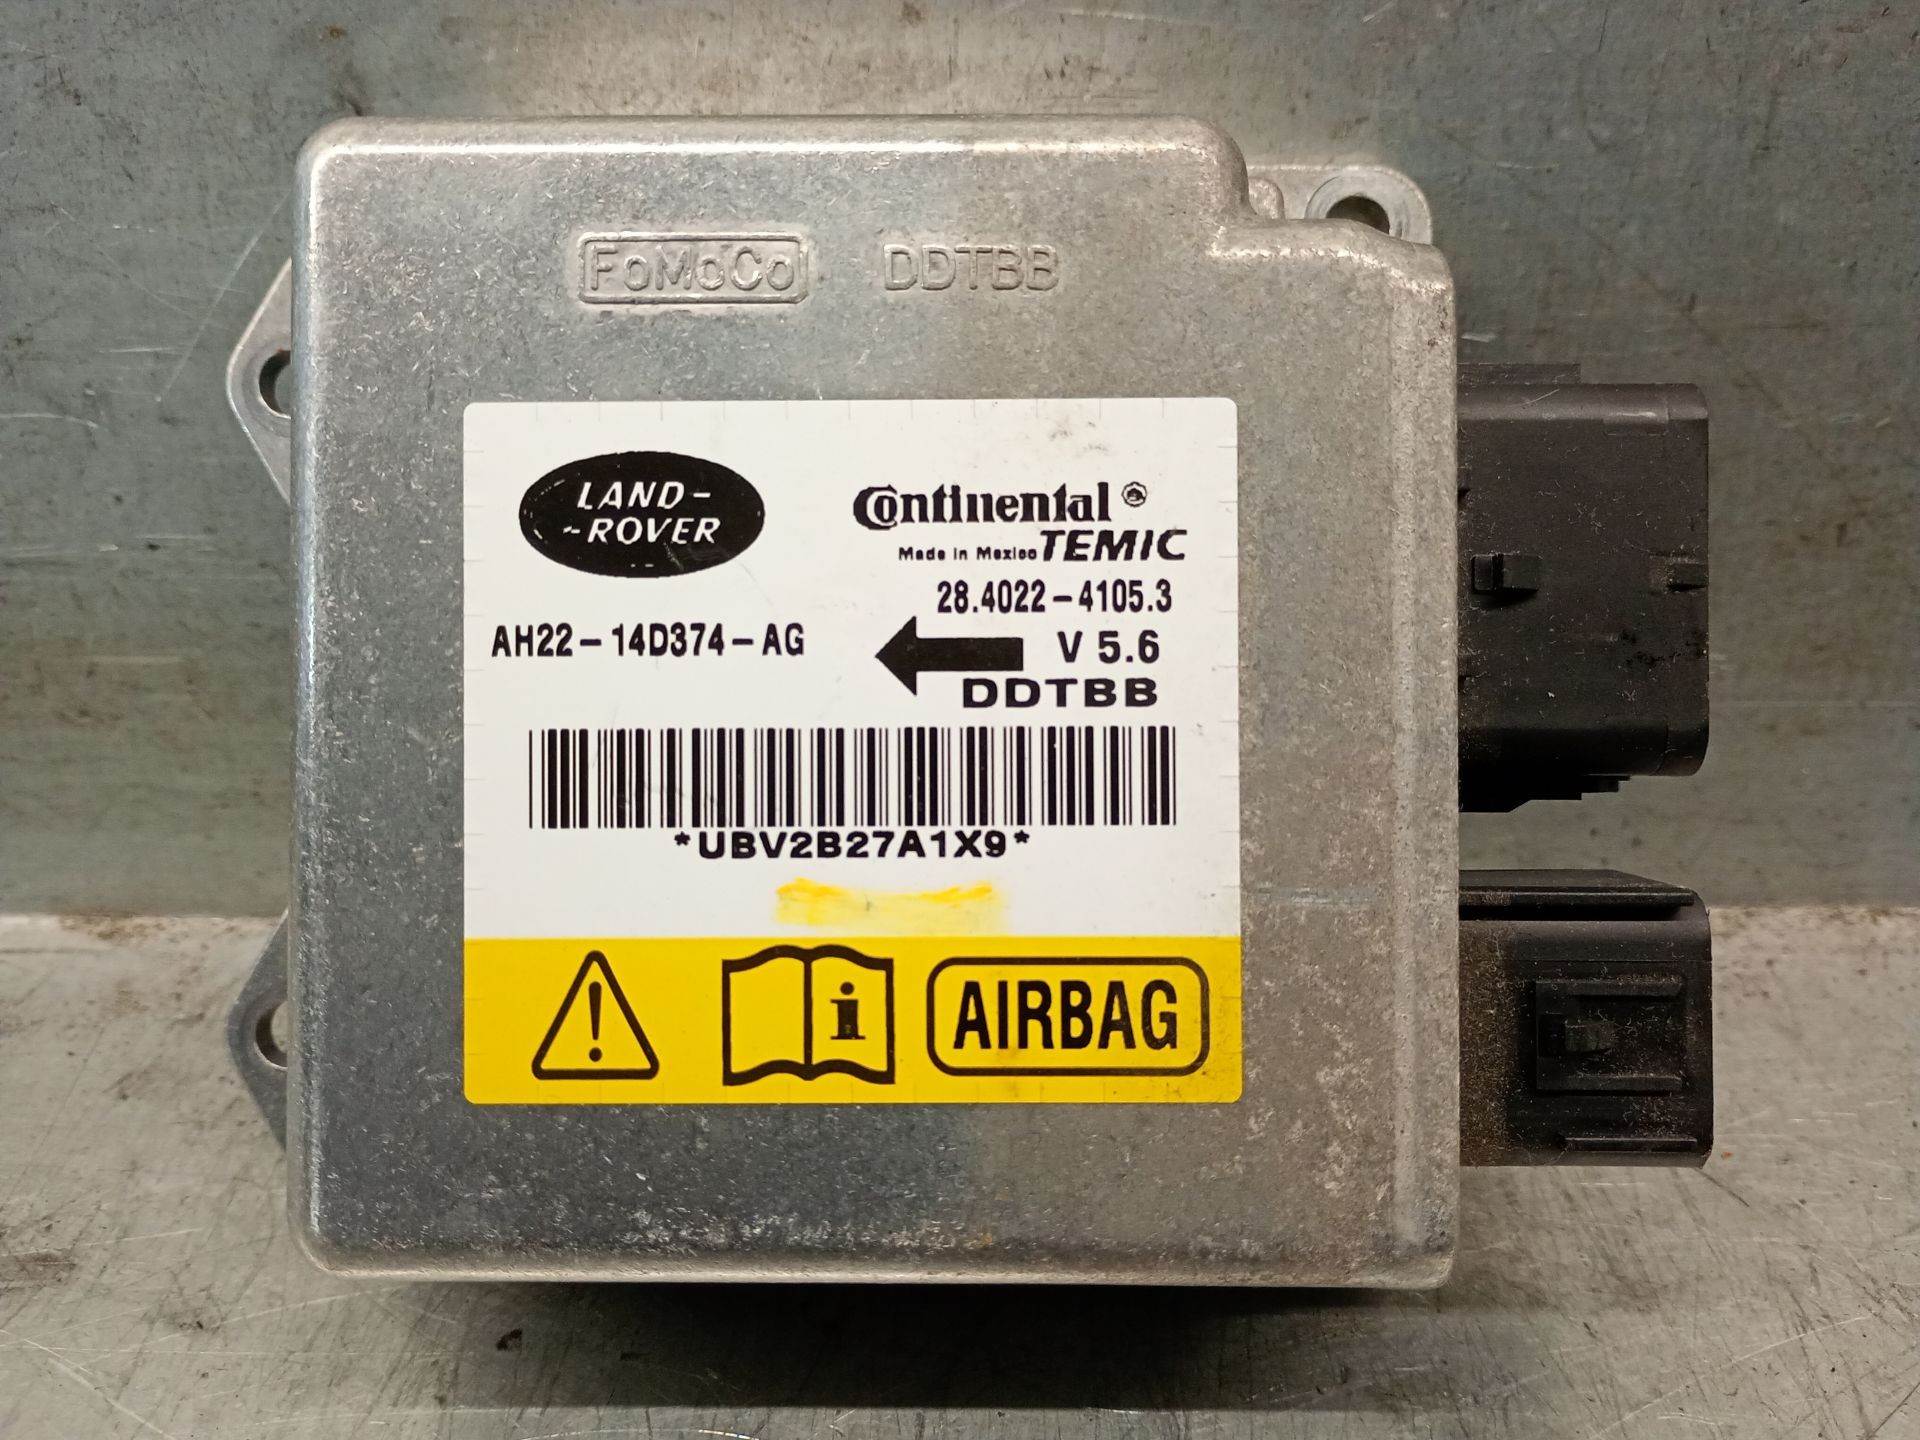 FoMoCo DDTBB
LAND-
-ROVER
Continental
Made in Mexico TEMIC
28.4022-4105.3
AH22-14D374-AG
V 5.6
DDTBB
*UBV2B27A1X9*
! i AIRBAG